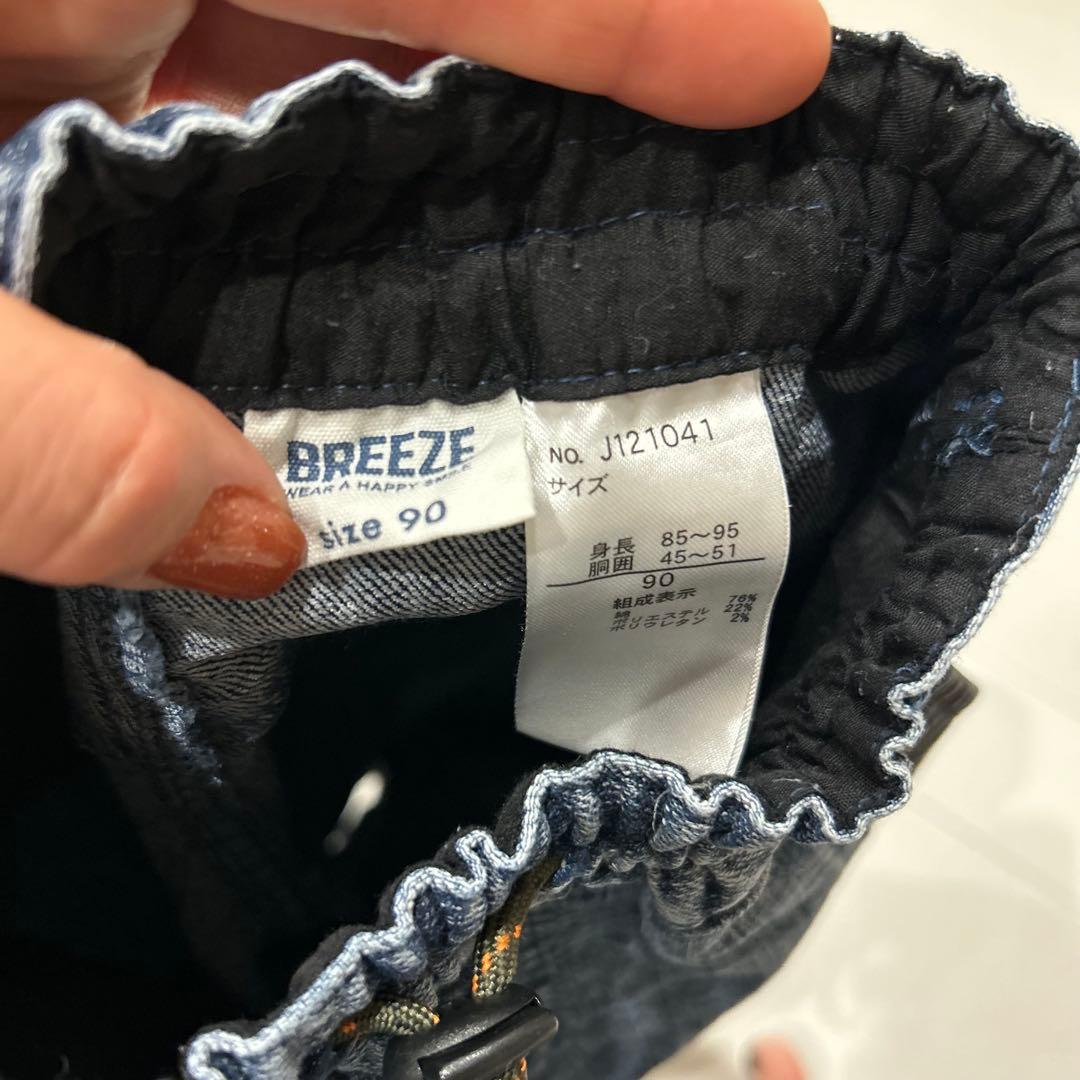 BREEZE
WEAR A HAPPY SMILE
size 90
No. J121041
サイズ
身長 85～95
胴囲 45～51
90
組成表示
綿 76%
ポリエステル 22%
ポリウレタン 2%